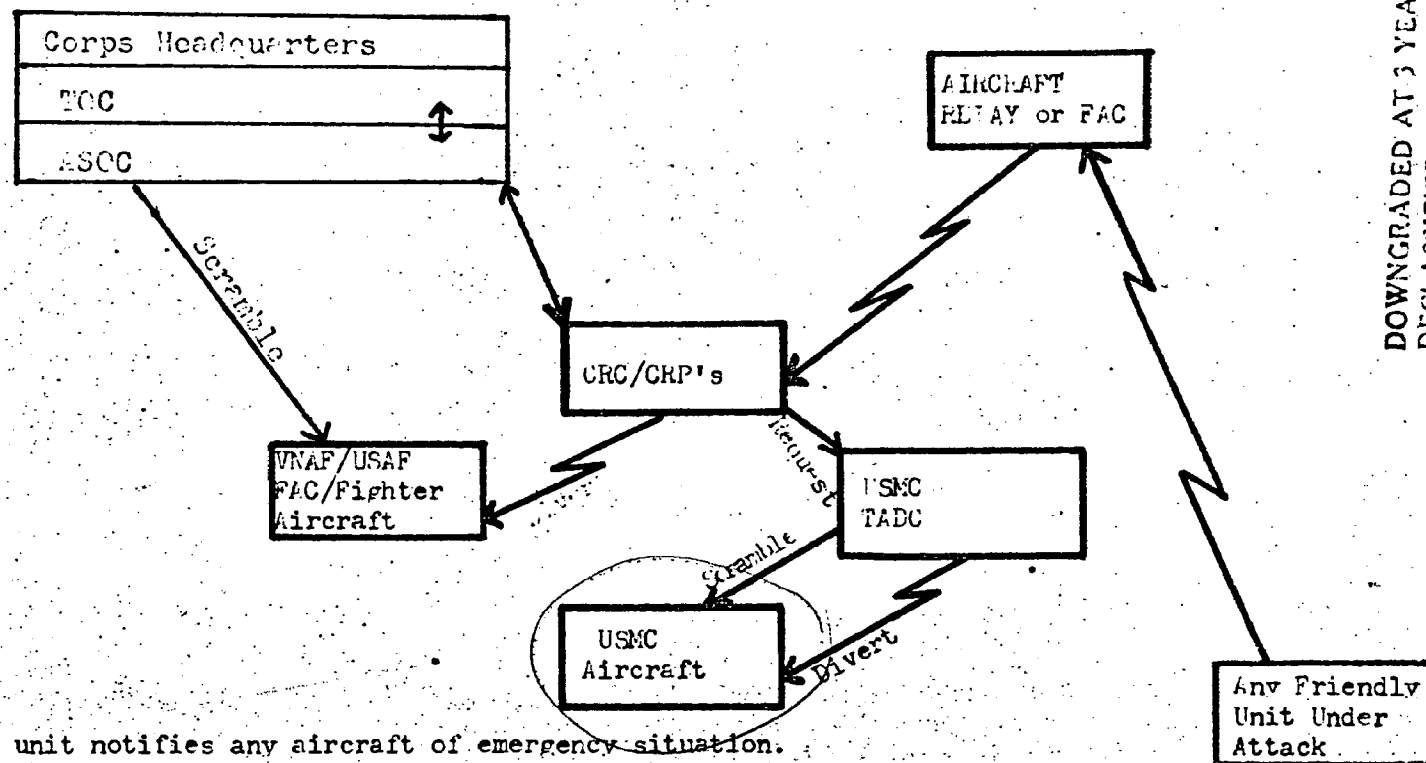 Corps Headquarters
TOC
ASOC
AIRCRAFT
RELAY or FAC
DOWNGRADED AT 3 YEA
Scramble
CRC/CRP's
Request
VNAF/USAF
FAC/Fighter
Aircraft
USMC
TADC
Scramble
USMC
Aircraft
Divert
Any Friendly
Unit Under
Attack
unit notifies any aircraft of emergency situation.